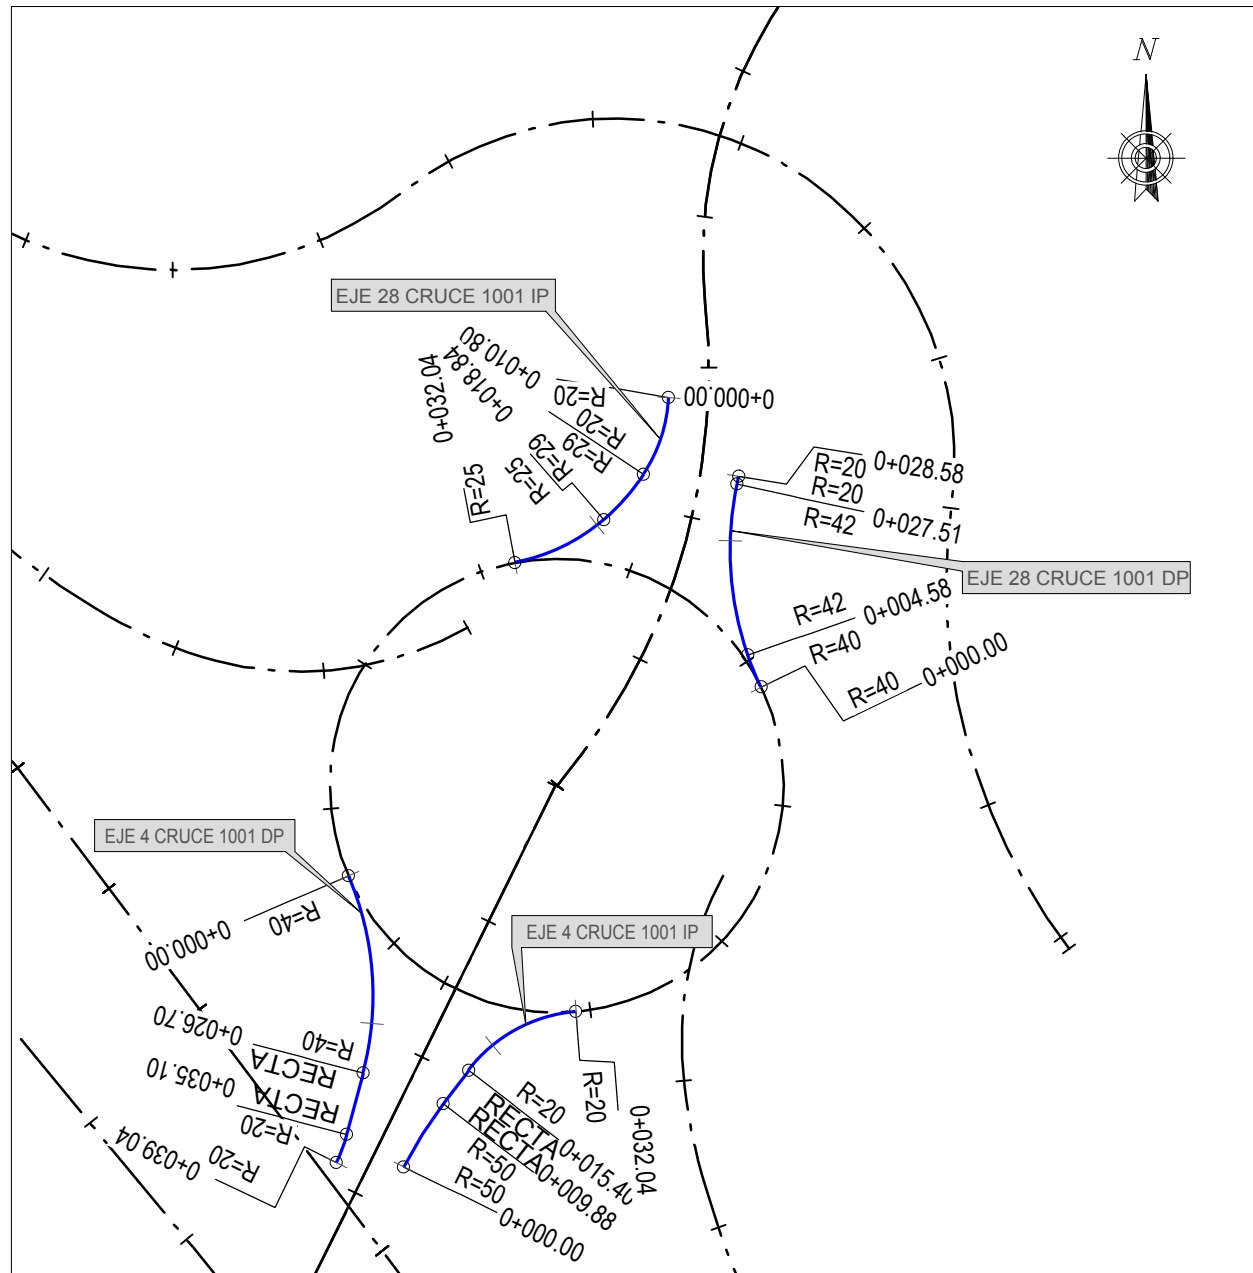 N
EJE 28 CRUCE 1001 IP
0+010.80
0+018.84
0+032.04
R=20
R=20
R=29
R=29
R=25
R=25
0+000.00
R=20
0+028.58
R=20
R=42
0+027.51
EJE 28 CRUCE 1001 DP
R=42
0+004.58
R=40
R=40
0+000.00
EJE 4 CRUCE 1001 DP
0+000.00
R=40
0+026.70
R=40
RECTA
0+035.10
RECTA
R=20
0+039.04
R=20
EJE 4 CRUCE 1001 IP
R=20
0+032.04
R=20
RECTA
0+015.40
RECTA
0+009.88
R=50
R=50
0+000.00